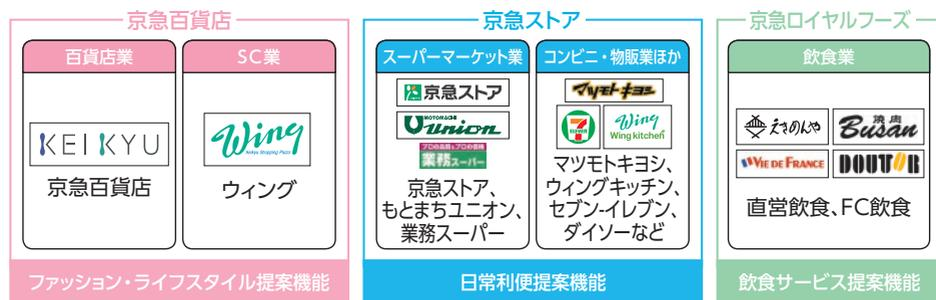 京急百貨店
百貨店業
KEIKYU
京急百貨店
SC業
Wing
Keikyu Shopping Plaza
ウィング
ファッション・ライフスタイル提案機能
京急ストア
スーパーマーケット業
京急ストア
MOTOMACHI
Union
プロの品質とプロの価格
業務スーパー
京急ストア、
もとまちユニオン、
業務スーパー
コンビニ・物販業ほか
マツモトキヨシ
7
ELEVEN
Wing
Wing kitchen
マツモトキヨシ、
ウィングキッチン、
セブン-イレブン、
ダイソーなど
日常利便提案機能
京急ロイヤルフーズ
飲食業
えきめんや
焼肉
Busan
VIE DE FRANCE
DOUTOR
直営飲食、FC飲食
飲食サービス提案機能